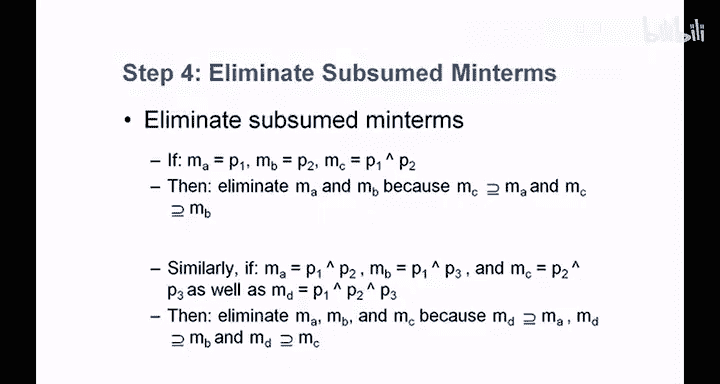 bilibili
Step 4: Eliminate Subsumed Minterms
• Eliminate subsumed minterms
– If: mₐ = p₁, m_b = p₂, m_c = p₁ ^ p₂
– Then: eliminate mₐ and m_b because m_c ⊇ mₐ and m_c
⊇ m_b
– Similarly, if: mₐ = p₁ ^ p₂ , m_b = p₁ ^ p₃ , and m_c = p₂ ^
p₃ as well as m_d = p₁ ^ p₂ ^ p₃
– Then: eliminate mₐ, m_b, and m_c because m_d ⊇ mₐ , m_d
⊇ m_b and m_d ⊇ m_c